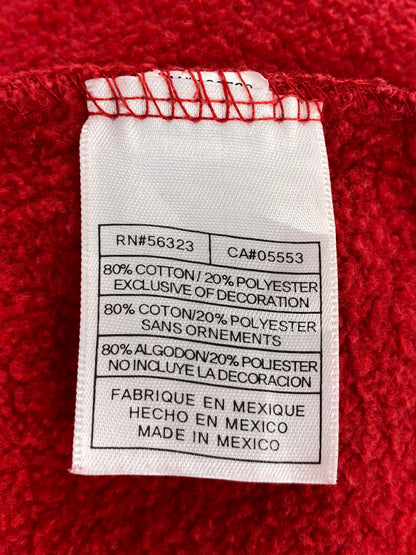 RN#56323 CA#05553
80% COTTON/20% POLYESTER
EXCLUSIVE OF DECORATION
80% COTON/20% POLYESTER
SANS ORNEMENTS
80% ALGODON/20% POLIESTER
NO INCLUYE LA DECORACION
FABRIQUE EN MEXIQUE
HECHO EN MEXICO
MADE IN MEXICO